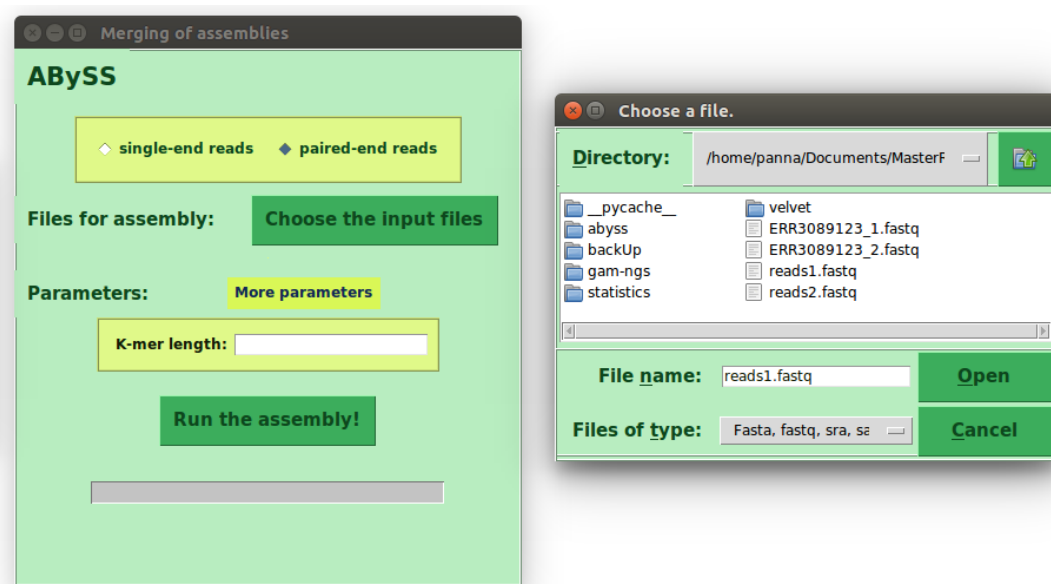 Merging of assemblies
ABySS
single-end reads paired-end reads
Files for assembly: Choose the input files
Parameters: More parameters
K-mer length:
Run the assembly!
Choose a file.
Directory: /home/panna/Documents/MasterF
__pycache__ velvet
abyss ERR3089123_1.fastq
backUp ERR3089123_2.fastq
gam-ngs reads1.fastq
statistics reads2.fastq
File name: reads1.fastq Open
Files of type: Fasta, fastq, sra, sa Cancel